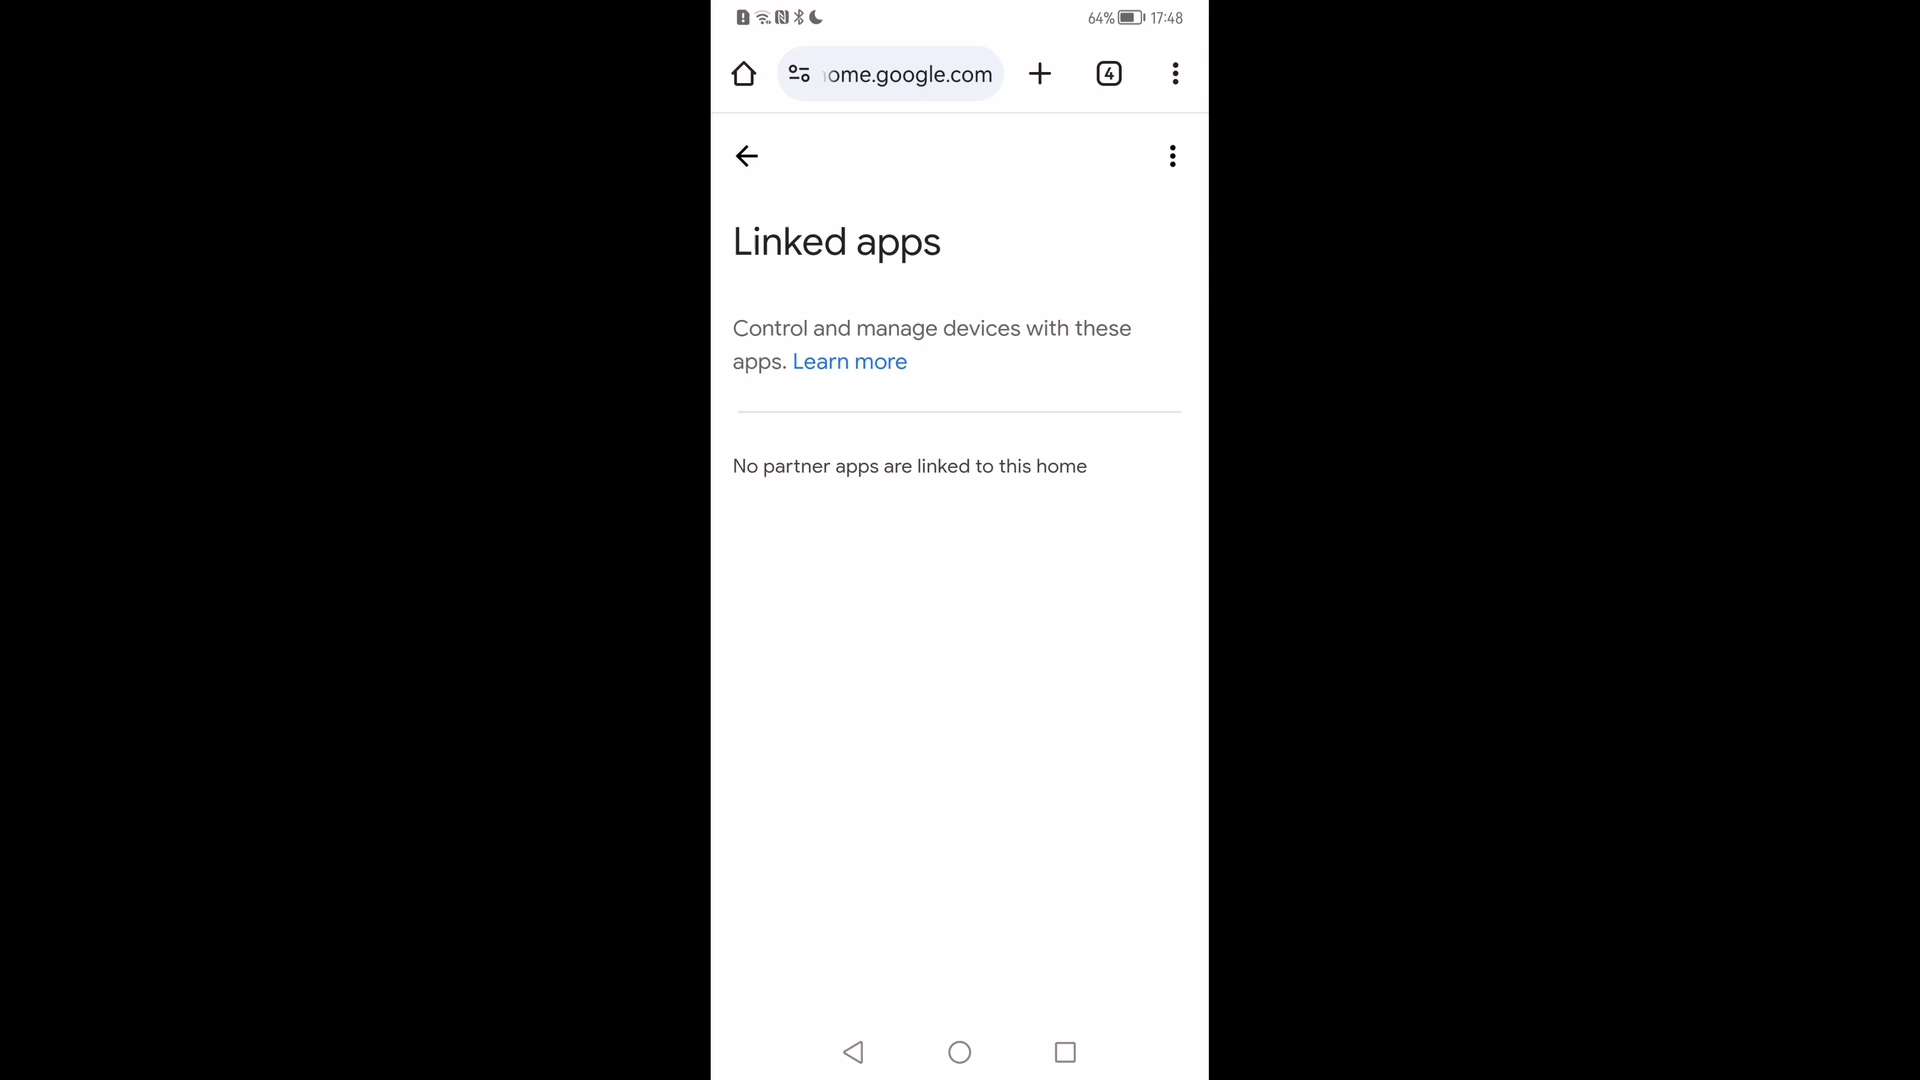 64% 17:48
ome.google.com
4
Linked apps
Control and manage devices with these
apps. Learn more
No partner apps are linked to this home